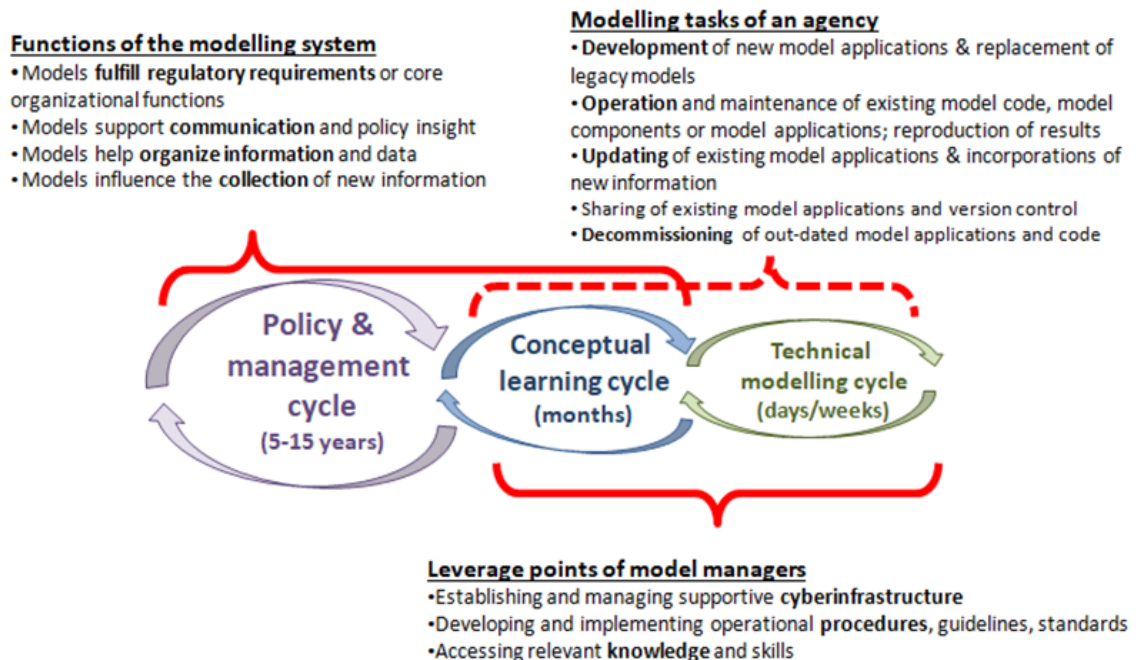 Functions of the modelling system
• Models fulfill regulatory requirements or core
organizational functions
• Models support communication and policy insight
• Models help organize information and data
• Models influence the collection of new information
Modelling tasks of an agency
• Development of new model applications & replacement of
legacy models
• Operation and maintenance of existing model code, model
components or model applications; reproduction of results
• Updating of existing model applications & incorporations of
new information
• Sharing of existing model applications and version control
• Decommissioning of out-dated model applications and code
Policy &
management
cycle
(5-15 years)
Conceptual
learning cycle
(months)
Technical
modelling cycle
(days/weeks)
Leverage points of model managers
•Establishing and managing supportive cyberinfrastructure
•Developing and implementing operational procedures, guidelines, standards
•Accessing relevant knowledge and skills